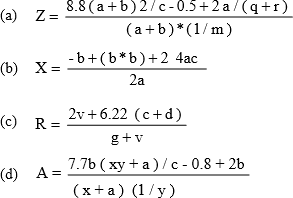 (a) Z = 8.8 ( a + b ) 2 / c - 0.5 + 2 a / ( q + r )
( a + b ) * ( 1 / m )
(b) X = - b + ( b * b ) + 2 4ac
2a
(c) R = 2v + 6.22 ( c + d )
g + v
(d) A = 7.7b ( xy + a ) / c - 0.8 + 2b
( x + a ) ( 1 / y )